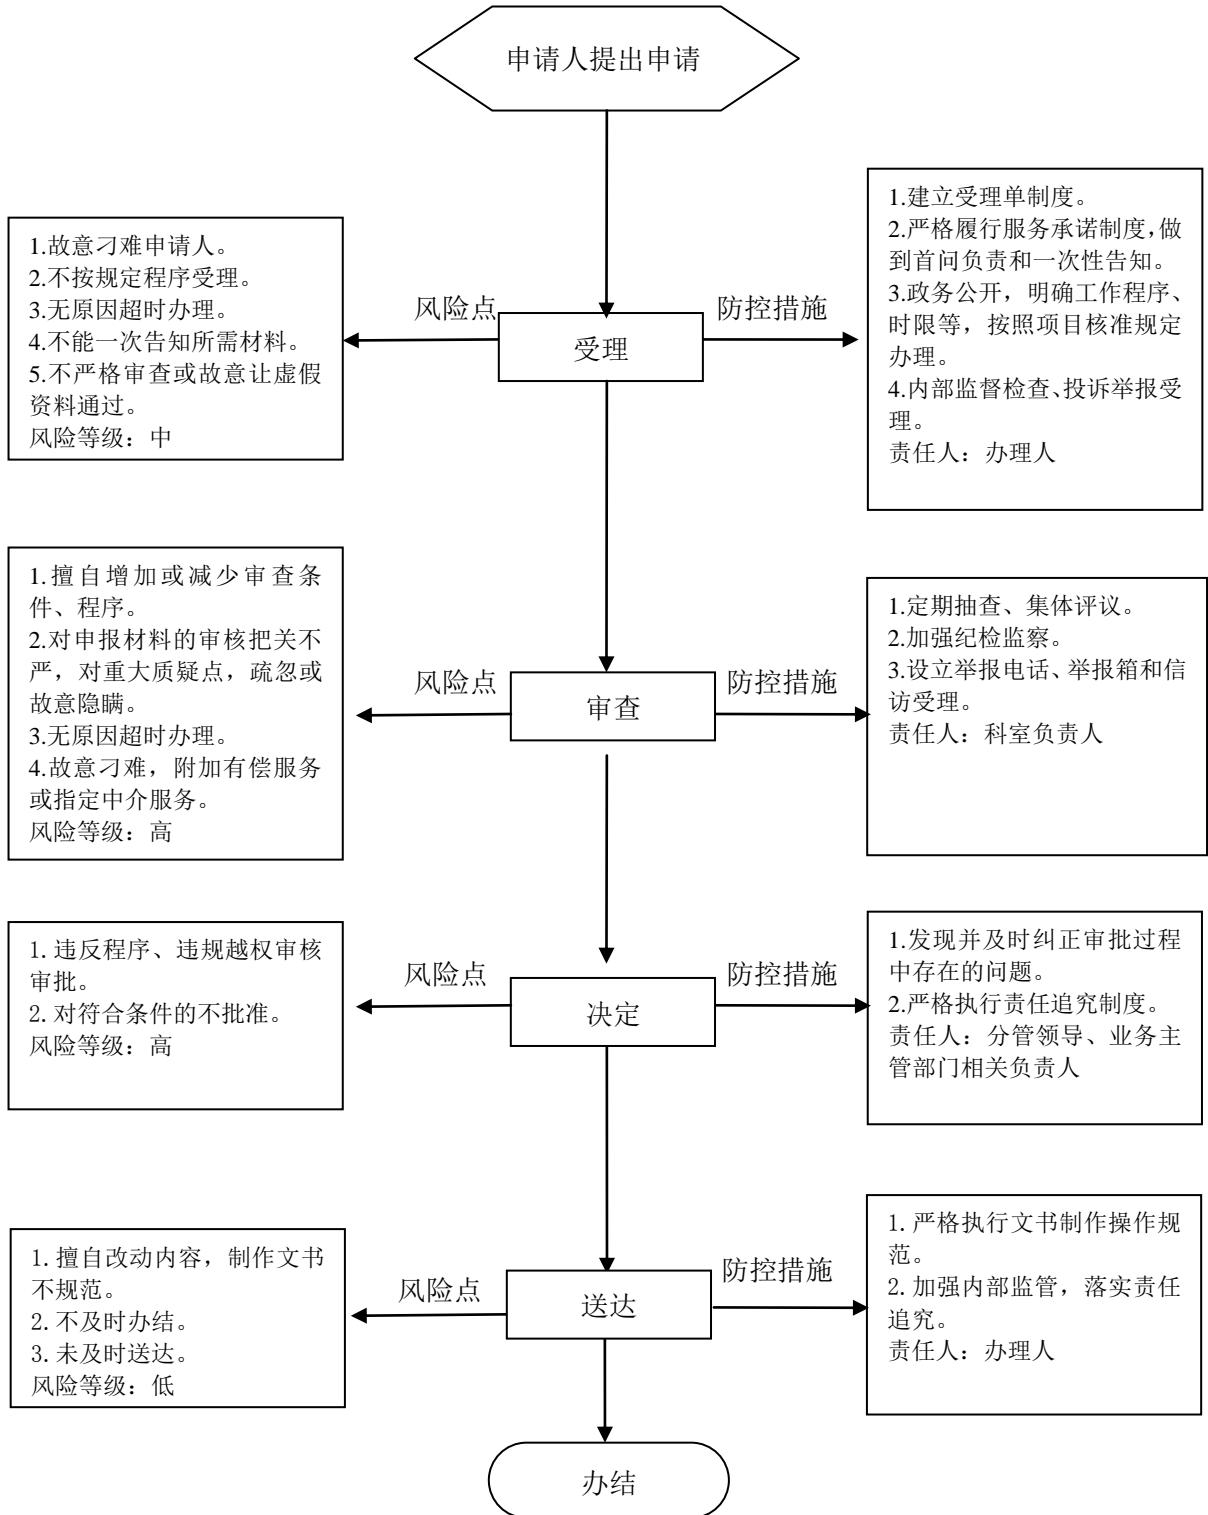 申请人提出申请
1.故意刁难申请人。
2.不按规定程序受理。
3.无原因超时办理。
4.不能一次告知所需材料。
5.不严格审查或故意让虚假
资料通过。
风险等级：中
风险点
受理
防控措施
1.建立受理单制度。
2.严格履行服务承诺制度，做
到首问负责和一次性告知。
3.政务公开，明确工作程序、
时限等，按照项目核准规定
办理。
4.内部监督检查、投诉举报受
理。
责任人：办理人
1.擅自增加或减少审查条
件、程序。
2.对申报材料的审核把关不
严，对重大质疑点，疏忽或
故意隐瞒。
3.无原因超时办理。
4.故意刁难，附加有偿服务
或指定中介服务。
风险等级：高
风险点
审查
防控措施
1.定期抽查、集体评议。
2.加强纪检监察。
3.设立举报电话、举报箱和信
访受理。
责任人：科室负责人
1. 违反程序、违规越权审核
审批。
2. 对符合条件的不批准。
风险等级：高
风险点
决定
防控措施
1.发现并及时纠正审批过程
中存在的问题。
2.严格执行责任追究制度。
责任人：分管领导、业务主
管部门相关负责人
1. 擅自改动内容，制作文书
不规范。
2. 不及时办结。
3. 未及时送达。
风险等级：低
风险点
送达
防控措施
1. 严格执行文书制作操作规
范。
2. 加强内部监管，落实责任
追究。
责任人：办理人
办结